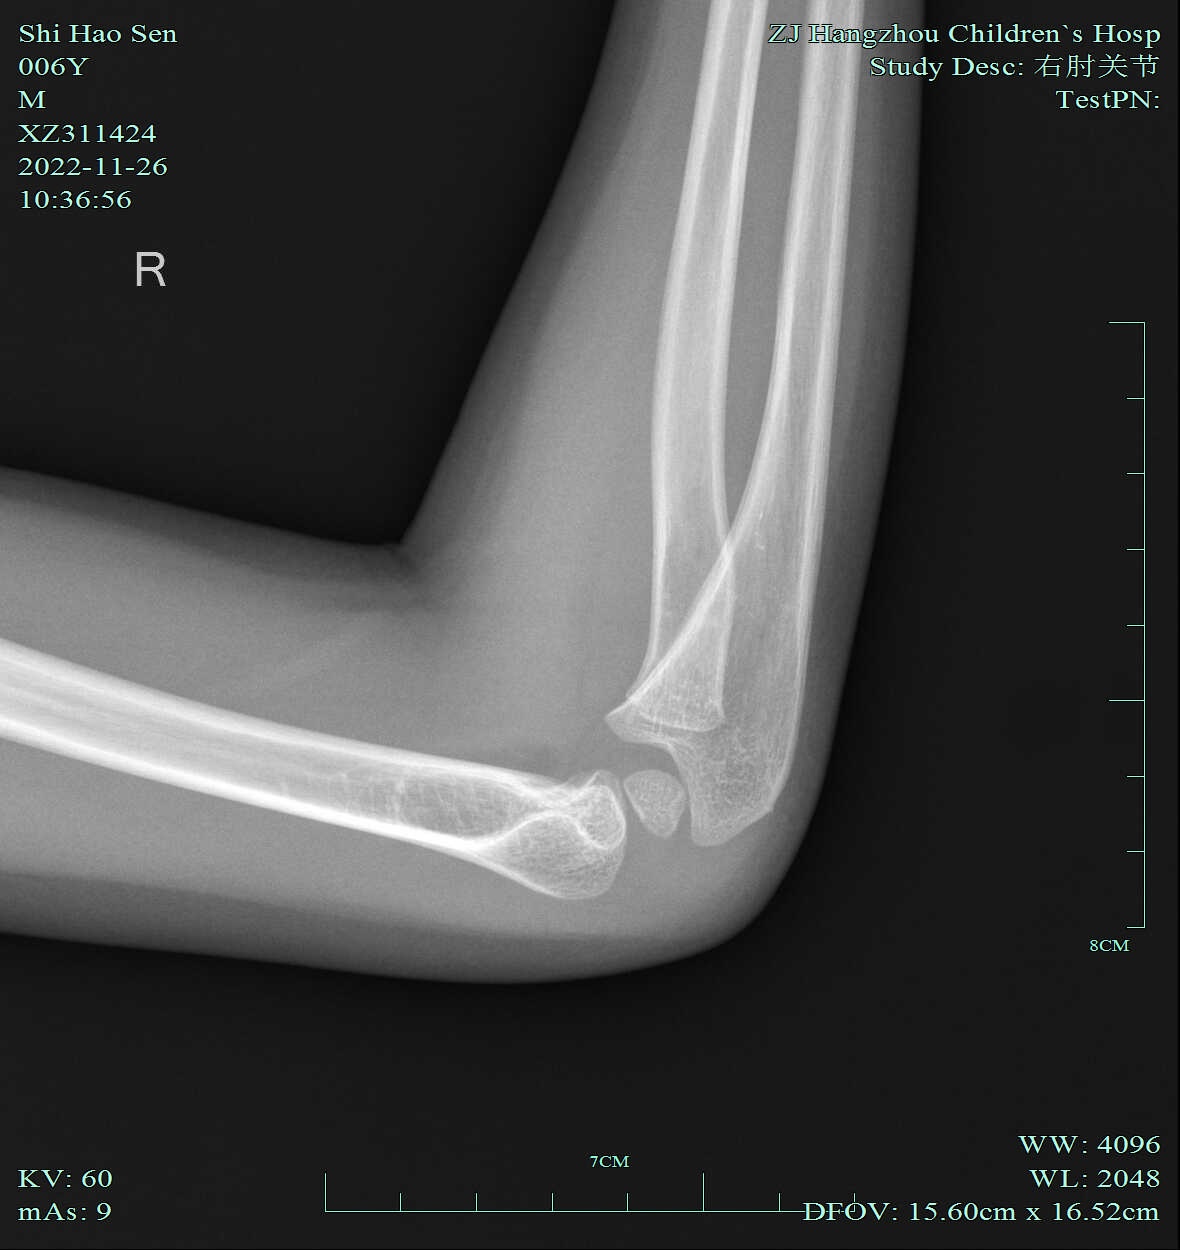 Shi Hao Sen
006Y
M
XZ311424
2022-11-26
10:36:56
ZJ Hangzhou Children`s Hosp
Study Desc: 右肘关节
TestPN:
R
8CM
7CM
KV: 60
mAs: 9
WW: 4096
WL: 2048
DFOV: 15.60cm x 16.52cm